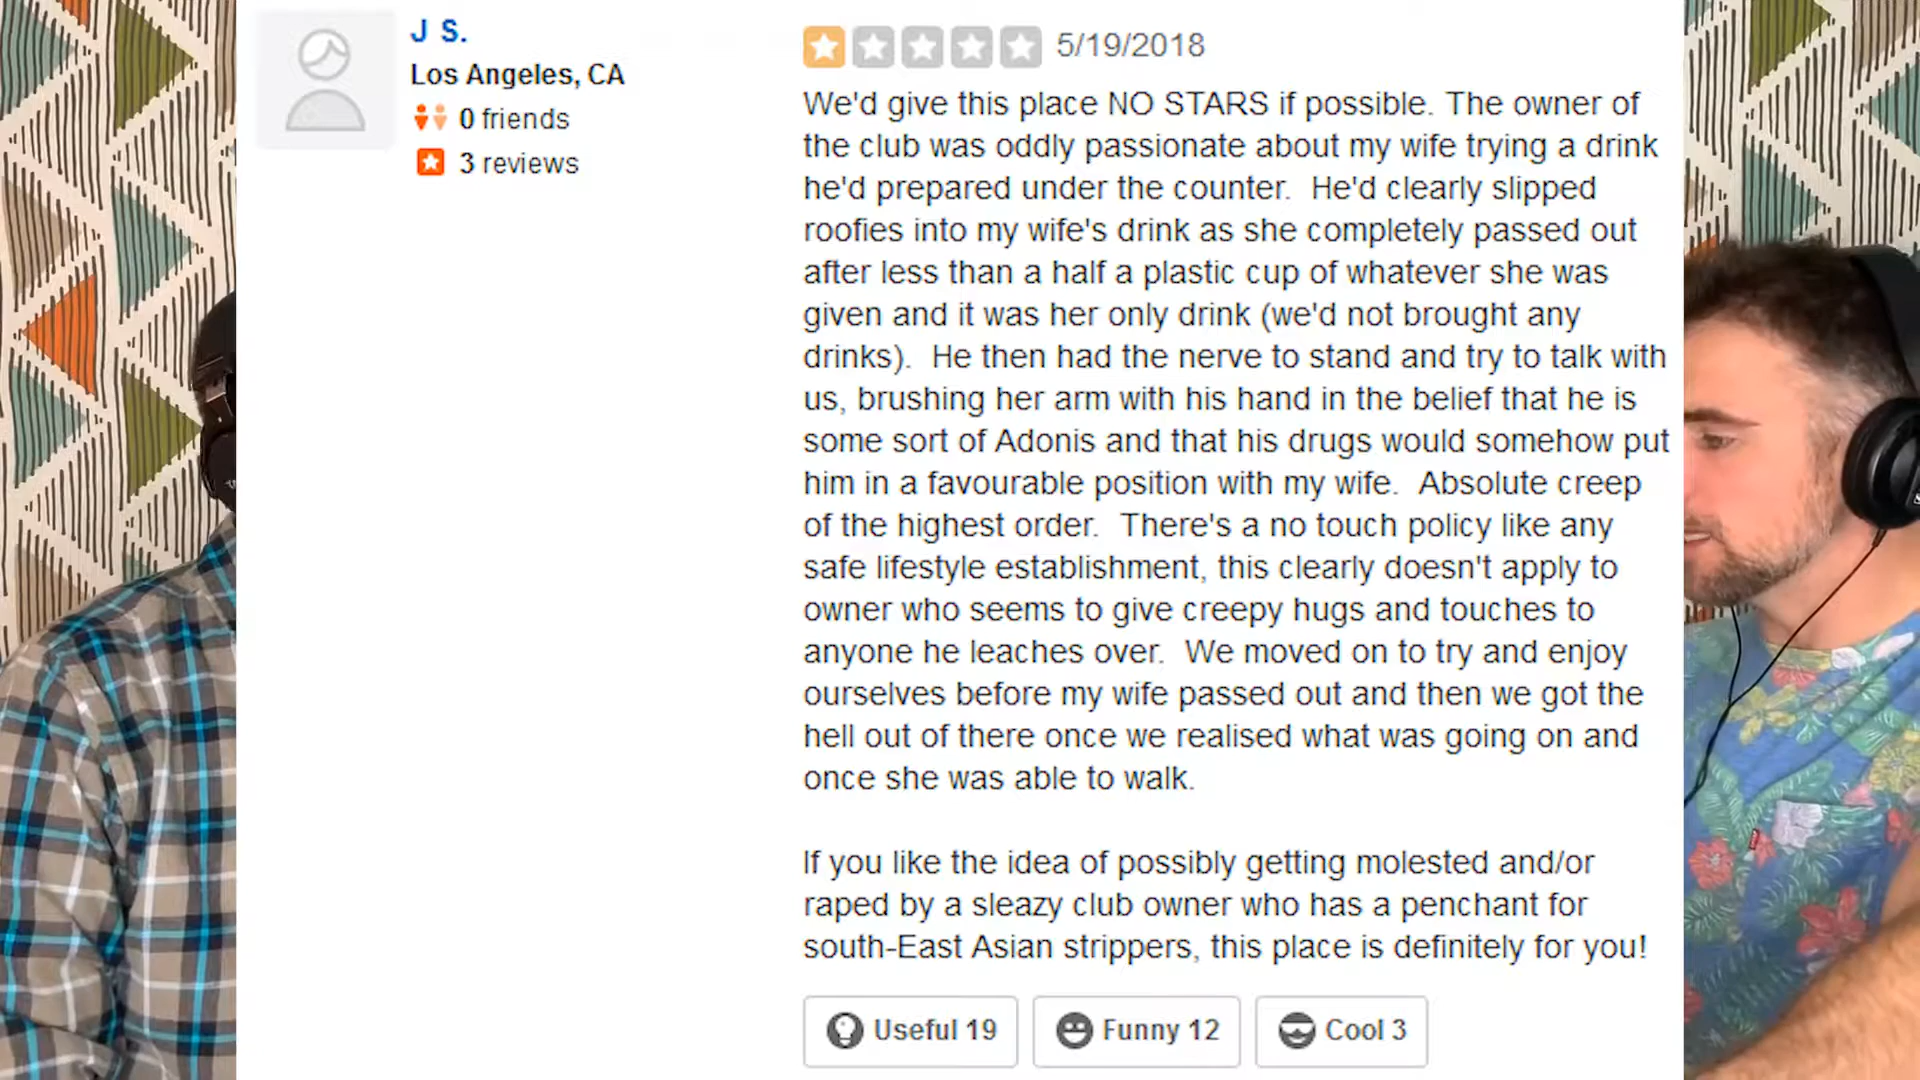 J S.
Los Angeles, CA
0 friends
3 reviews
5/19/2018
We'd give this place NO STARS if possible. The owner of
the club was oddly passionate about my wife trying a drink
he'd prepared under the counter. He'd clearly slipped
roofies into my wife's drink as she completely passed out
after less than a half a plastic cup of whatever she was
given and it was her only drink (we'd not brought any
drinks). He then had the nerve to stand and try to talk with
us, brushing her arm with his hand in the belief that he is
some sort of Adonis and that his drugs would somehow put
him in a favourable position with my wife. Absolute creep
of the highest order. There's a no touch policy like any
safe lifestyle establishment, this clearly doesn't apply to
owner who seems to give creepy hugs and touches to
anyone he leaches over. We moved on to try and enjoy
ourselves before my wife passed out and then we got the
hell out of there once we realised what was going on and
once she was able to walk.
If you like the idea of possibly getting molested and/or
raped by a sleazy club owner who has a penchant for
south-East Asian strippers, this place is definitely for you!
Useful 19
Funny 12
Cool 3